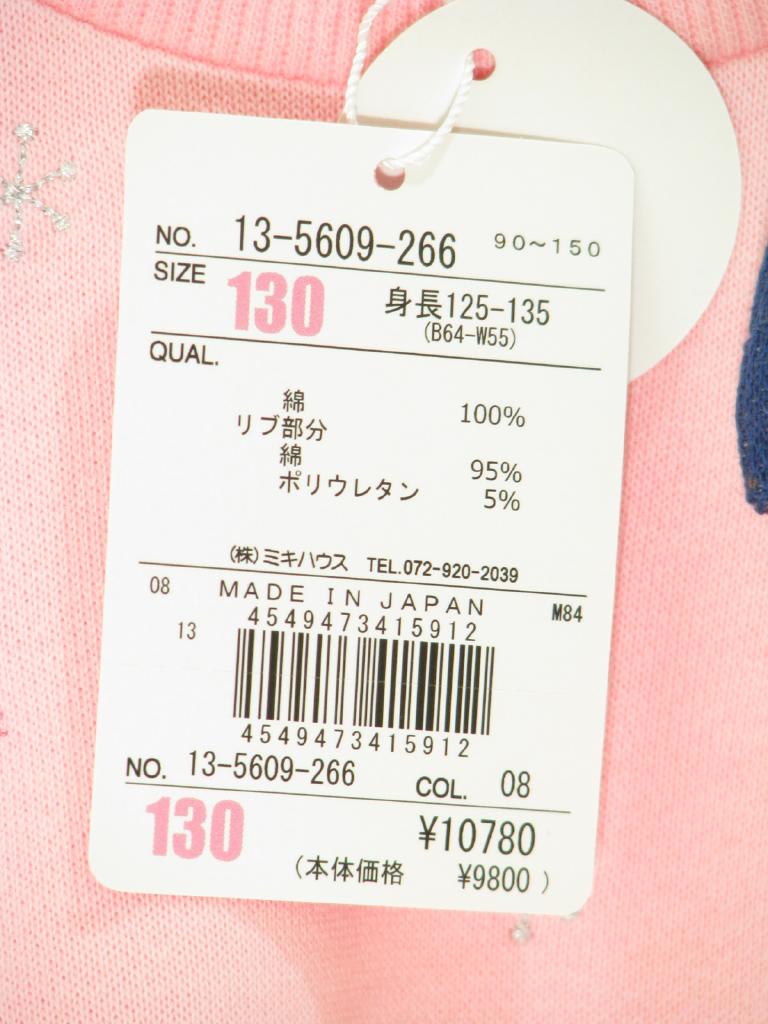 NO. 13-5609-266 90~150
SIZE 130 身長125-135
(B64-W55)
QUAL.
綿 100%
リブ部分
綿 95%
ポリウレタン 5%
(株)ミキハウス TEL.072-920-2039
08 MADE IN JAPAN M84
4549473415912
13
4549473415912
NO. 13-5609-266 COL. 08
130 ¥10780
(本体価格 ¥9800)